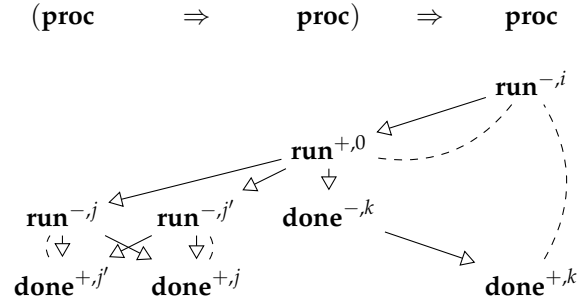 (proc ⇒ proc) ⇒ proc
run⁻,ⁱ
run⁺,⁰
run⁻,ʲ run⁻,ʲ′ done⁻,ᵏ
done⁺,ʲ′ done⁺,ʲ done⁺,ᵏ